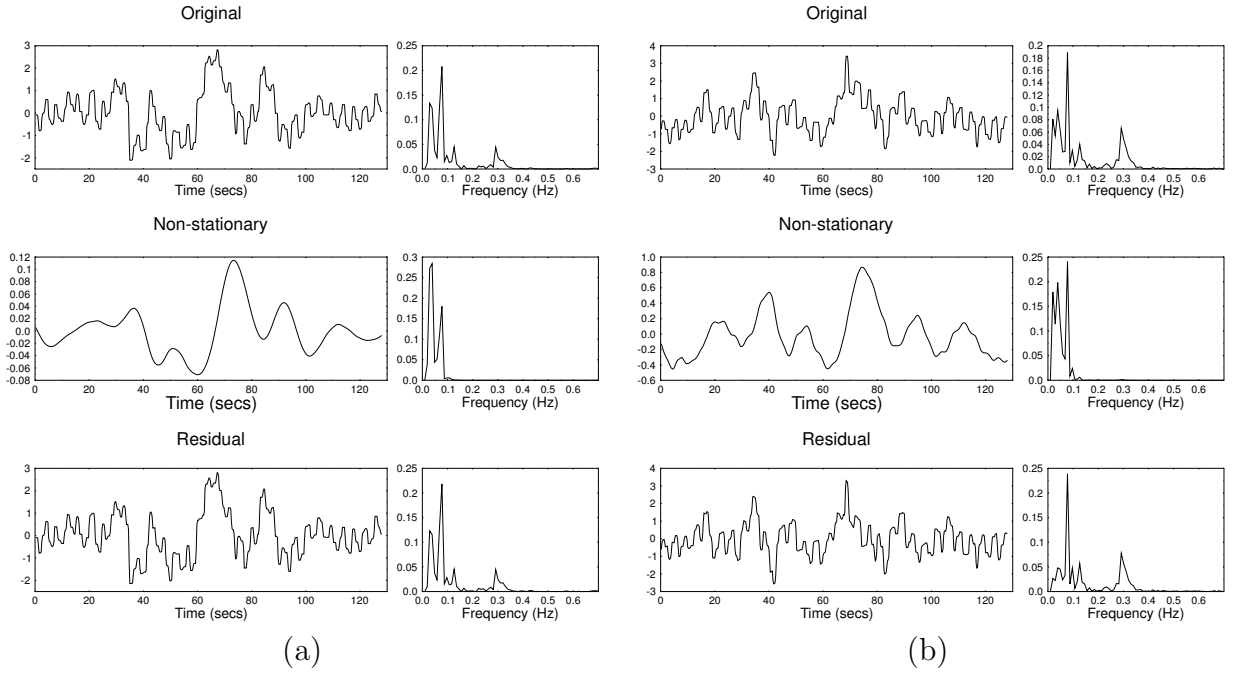 Original
3
2
1
0
-1
-2
0 20 40 60 80 100 120
Time (secs)
0.25
0.2
0.15
0.1
0.05
0.0
0.0 0.1 0.2 0.3 0.4 0.5 0.6
Frequency (Hz)
Non-stationary
0.12
0.1
0.08
0.06
0.04
0.02
0.0
-0.02
-0.04
-0.06
-0.08
0 20 40 60 80 100 120
Time (secs)
0.3
0.25
0.2
0.15
0.1
0.05
0.0
0.0 0.1 0.2 0.3 0.4 0.5 0.6
Frequency (Hz)
Residual
3
2
1
0
-1
-2
0 20 40 60 80 100 120
Time (secs)
0.25
0.2
0.15
0.1
0.05
0.0
0.0 0.1 0.2 0.3 0.4 0.5 0.6
Frequency (Hz)
(a)
Original
4
3
2
1
0
-1
-2
-3
0 20 40 60 80 100 120
Time (secs)
0.2
0.18
0.16
0.14
0.12
0.1
0.08
0.06
0.04
0.02
0.0
0.0 0.1 0.2 0.3 0.4 0.5 0.6
Frequency (Hz)
Non-stationary
1.0
0.8
0.6
0.4
0.2
0.0
-0.2
-0.4
-0.6
0 20 40 60 80 100 120
Time (secs)
0.25
0.2
0.15
0.1
0.05
0.0
0.0 0.1 0.2 0.3 0.4 0.5 0.6
Frequency (Hz)
Residual
4
3
2
1
0
-1
-2
-3
0 20 40 60 80 100 120
Time (secs)
0.25
0.2
0.15
0.1
0.05
0.0
0.0 0.1 0.2 0.3 0.4 0.5 0.6
Frequency (Hz)
(b)